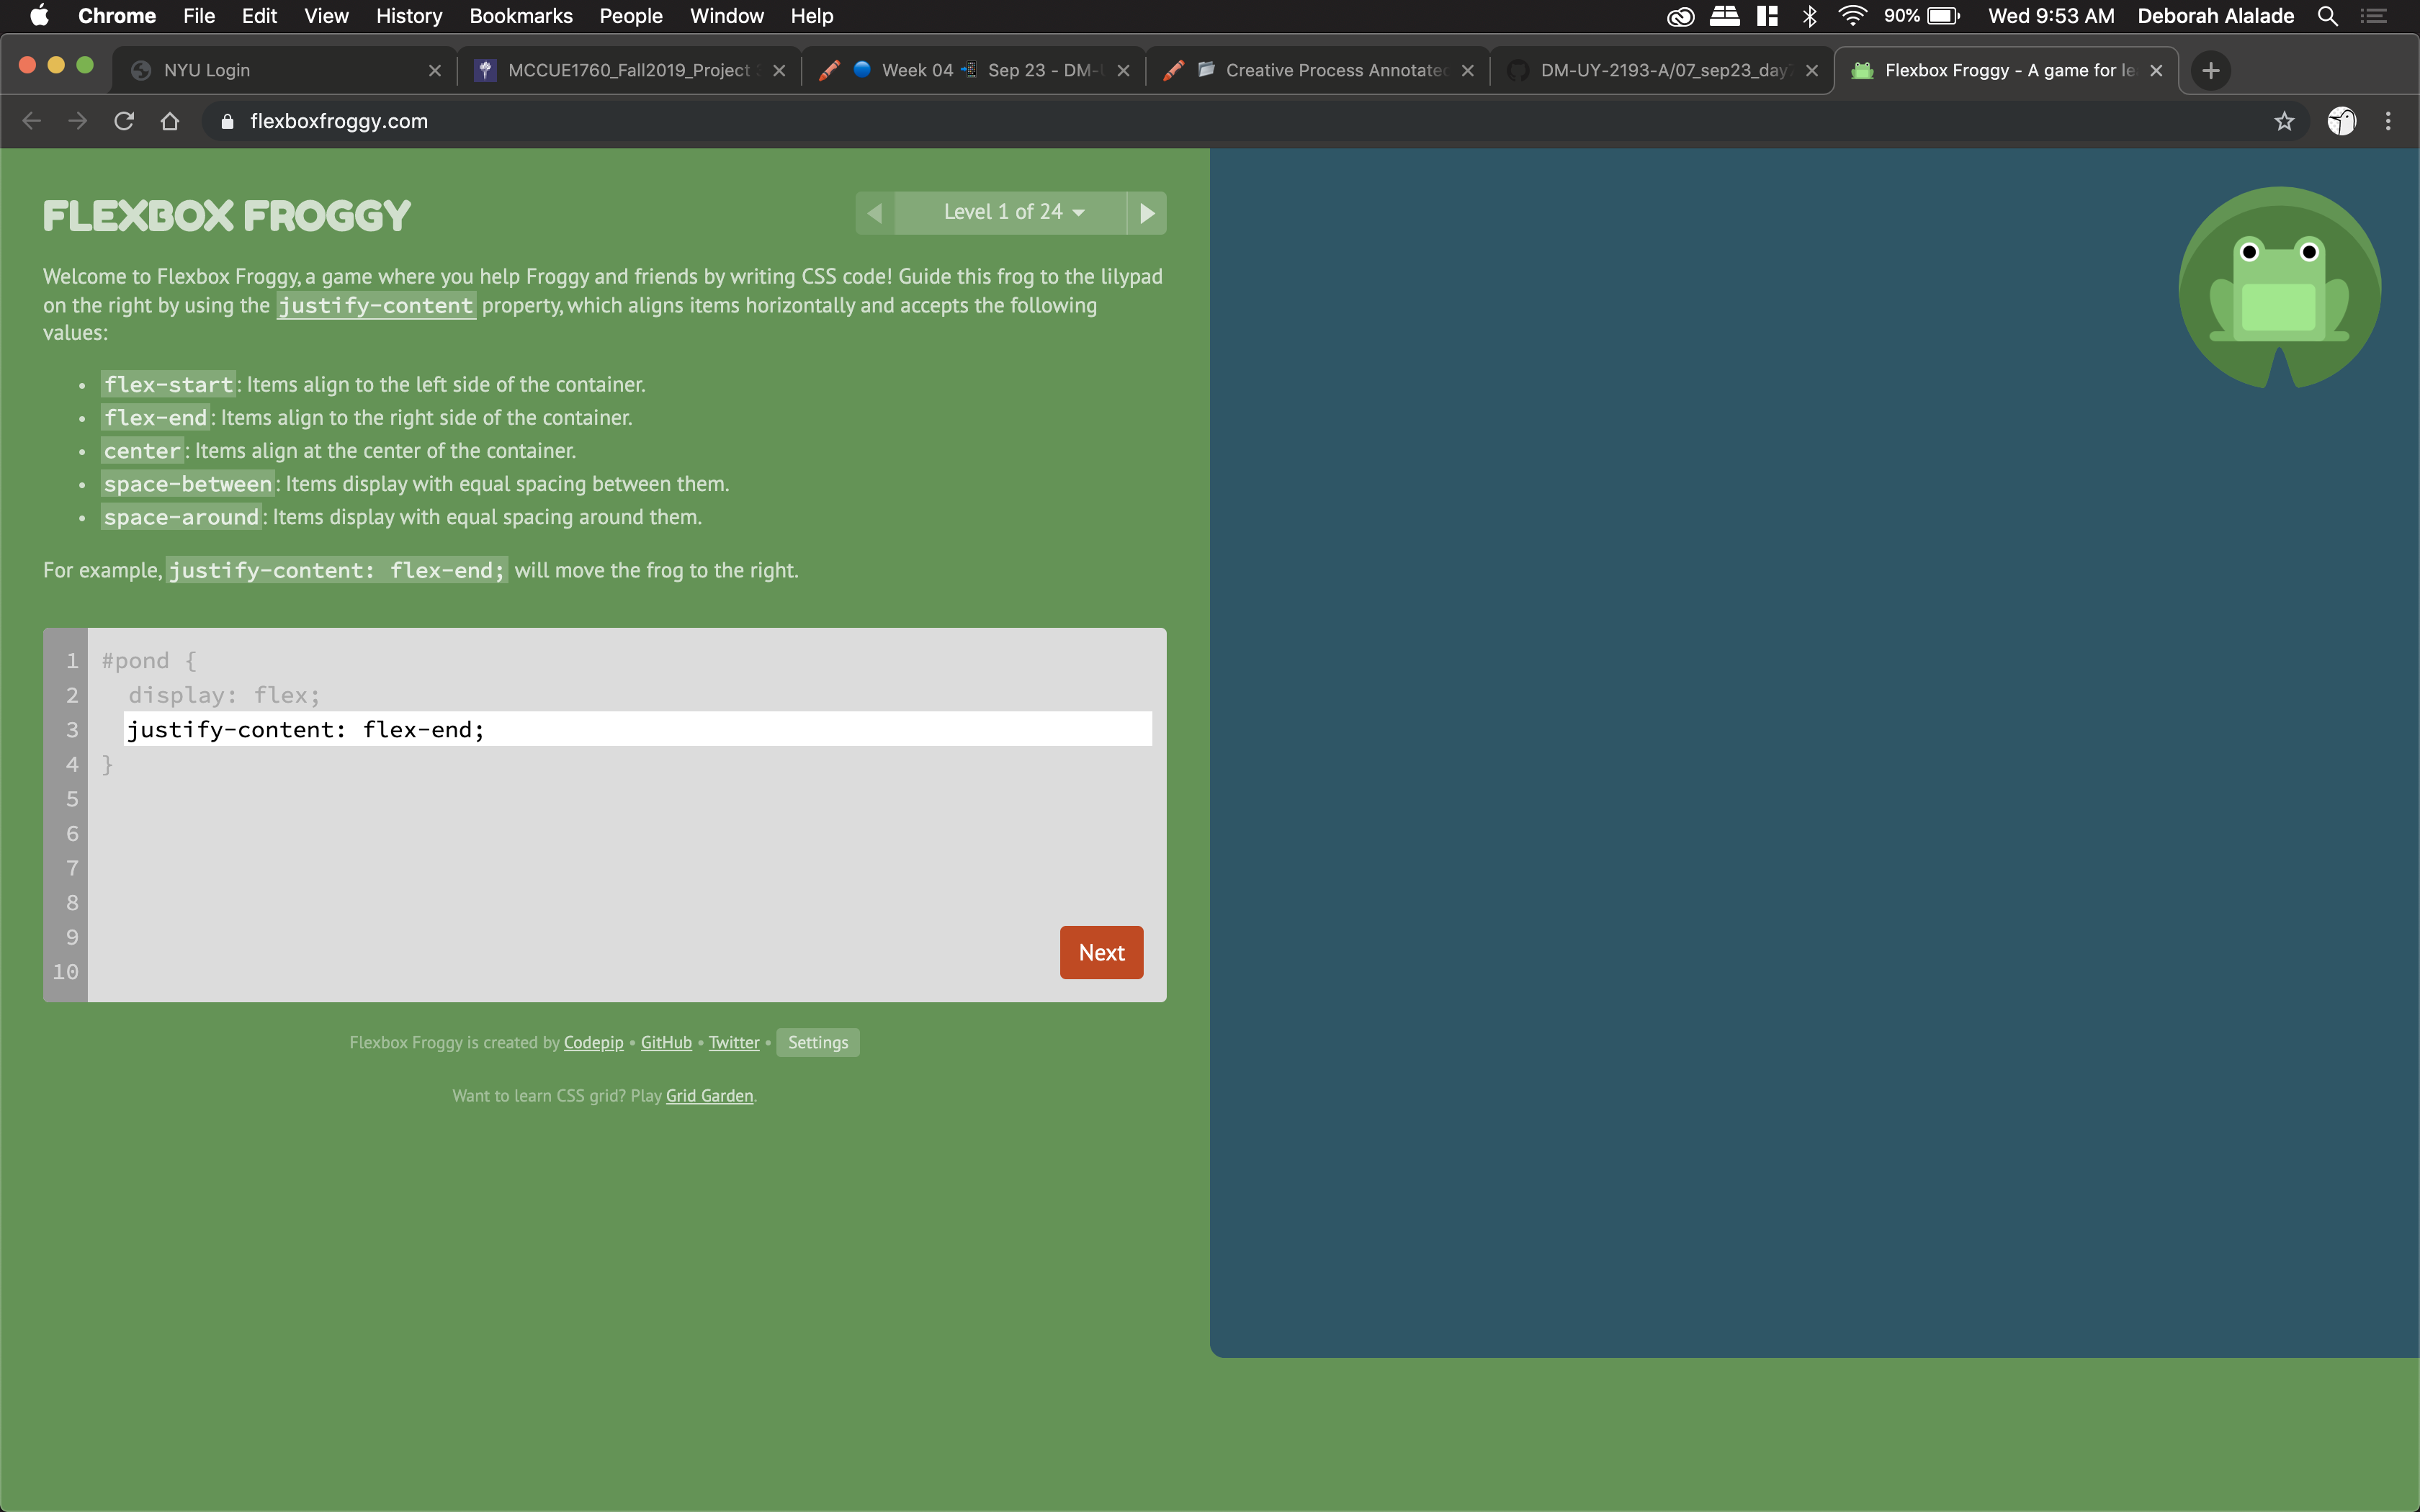 Chrome File Edit View History Bookmarks People Window Help 90% Wed 9:53 AM Deborah Alalade
NYU Login MCCUE1760_Fall2019_Project Week 04 Sep 23 - DM- Creative Process Annotated DM-UY-2193-A/07_sep23_day Flexbox Froggy - A game for le
flexboxfroggy.com
FLEXBOX FROGGY
Level 1 of 24
Welcome to Flexbox Froggy, a game where you help Froggy and friends by writing CSS code! Guide this frog to the lilypad
on the right by using the justify-content property, which aligns items horizontally and accepts the following
values:
• flex-start: Items align to the left side of the container.
• flex-end: Items align to the right side of the container.
• center: Items align at the center of the container.
• space-between: Items display with equal spacing between them.
• space-around: Items display with equal spacing around them.
For example, justify-content: flex-end; will move the frog to the right.
1 #pond {
2 display: flex;
3 justify-content: flex-end;
4 }
5
6
7
8
9
10
Next
Flexbox Froggy is created by Codepip • GitHub • Twitter • Settings
Want to learn CSS grid? Play Grid Garden.